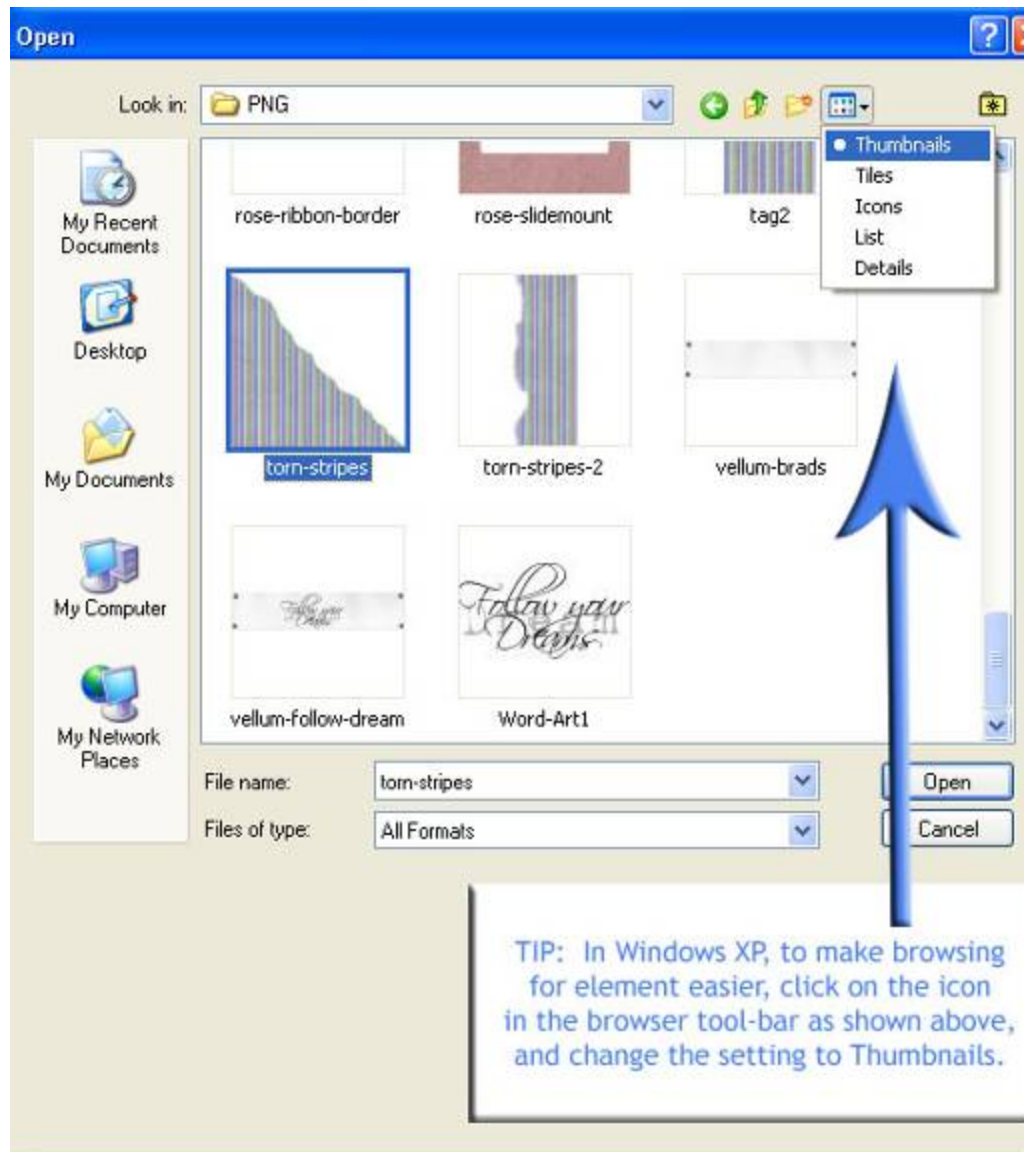 Open
Look in: PNG
Thumbnails
Tiles
Icons
List
Details
My Recent
Documents
Desktop
My Documents
My Computer
My Network
Places
rose-ribbon-border
rose-slidemount
tag2
torn-stripes
torn-stripes-2
vellum-brads
Follow your
Dreams
Follow your
Dream
Dreams
vellum-follow-dream
Word-Art1
File name: torn-stripes
Open
Files of type: All Formats
Cancel
TIP: In Windows XP, to make browsing
for element easier, click on the icon
in the browser tool-bar as shown above,
and change the setting to Thumbnails.